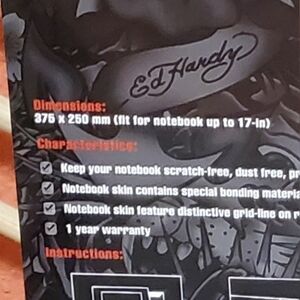 Ed Hardy
Dimensions:
375 x 250 mm (fit for notebook up to 17-in)
Characteristics:
Keep your notebook scratch-free, dust free, pr
Notebook skin contains special bonding materia
Notebook skin feature distinctive grid-line on r
1 year warranty
Instructions: